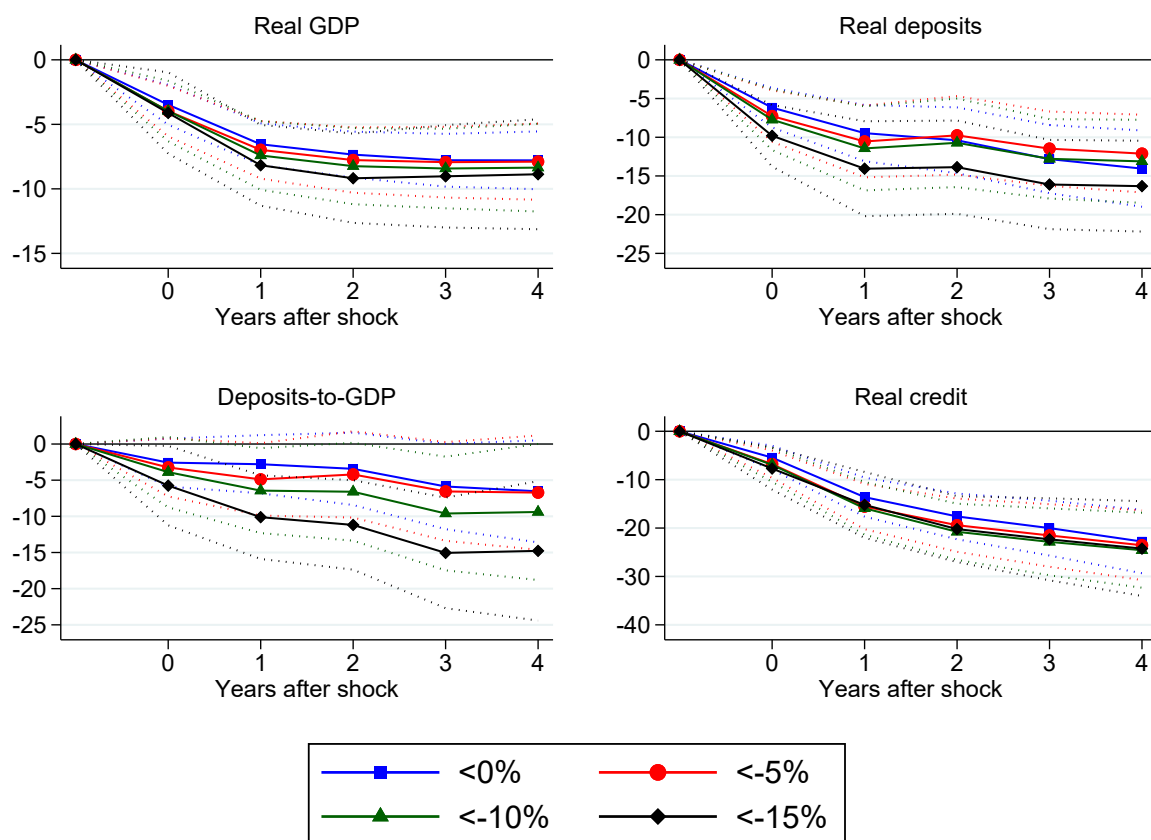 Real GDP
0
-5
-10
-15
0 1 2 3 4
Years after shock
Real deposits
0
-5
-10
-15
-20
-25
0 1 2 3 4
Years after shock
Deposits-to-GDP
0
-5
-10
-15
-20
-25
0 1 2 3 4
Years after shock
Real credit
0
-10
-20
-30
-40
0 1 2 3 4
Years after shock
<0% <-5%
<-10% <-15%